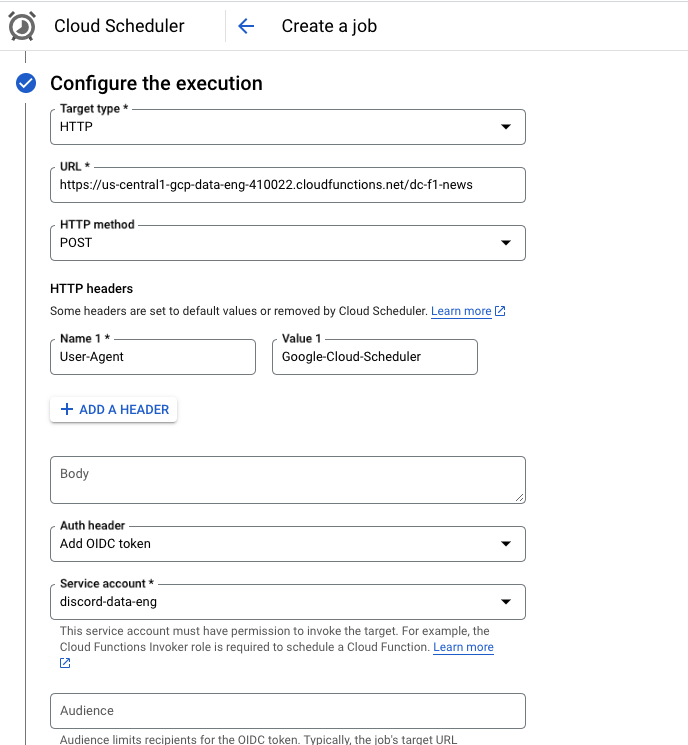 Cloud Scheduler
Create a job
Configure the execution
Target type *
HTTP
URL *
https://us-central1-gcp-data-eng-410022.cloudfunctions.net/dc-f1-news
HTTP method
POST
HTTP headers
Some headers are set to default values or removed by Cloud Scheduler. Learn more
Name 1 *
User-Agent
Value 1
Google-Cloud-Scheduler
ADD A HEADER
Body
Auth header
Add OIDC token
Service account *
discord-data-eng
This service account must have permission to invoke the target. For example, the
Cloud Functions Invoker role is required to schedule a Cloud Function. Learn more
Audience
Audience limits recipients for the OIDC token. Typically, the job's target URL